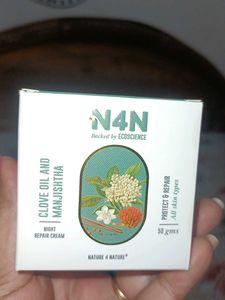 N4N
Backed by ECOSCIENCE
CLOVE OIL AND
MANJISHTHA
NIGHT
REPAIR CREAM
PROTECT & REPAIR
All skin types
50 gms
NATURE 4 NATURE®